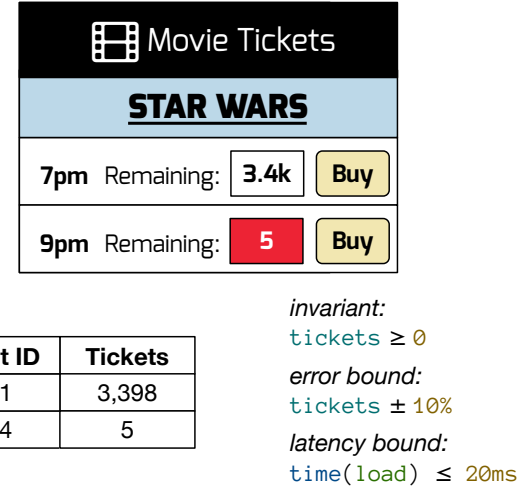 Movie Tickets
STAR WARS
7pm Remaining: 3.4k Buy
9pm Remaining: 5 Buy
ID Tickets
1 3,398
4 5
invariant:
tickets ≥ 0
error bound:
tickets ± 10%
latency bound:
time(load) ≤ 20ms